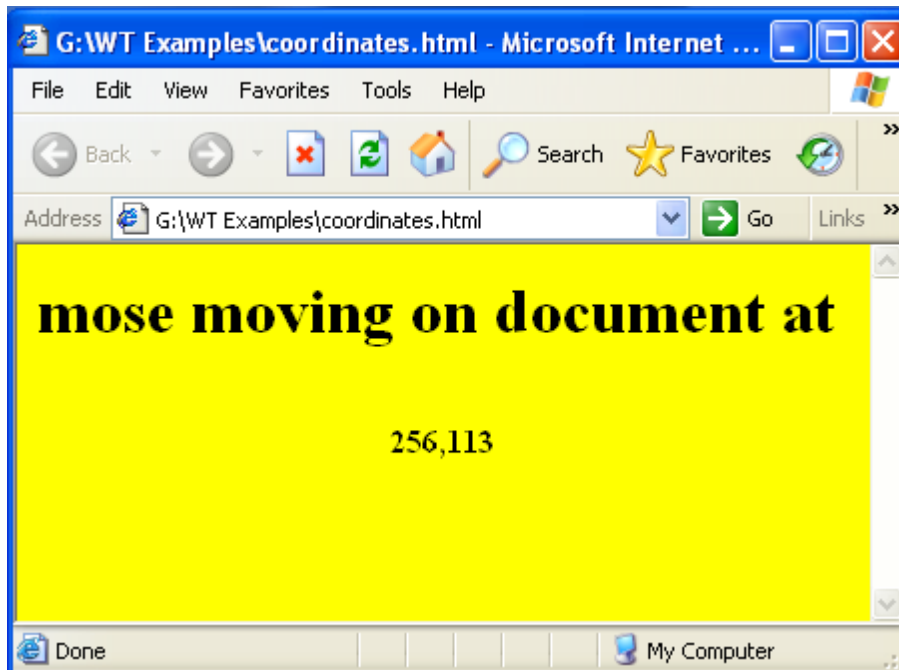 G:\WT Examples\coordinates.html - Microsoft Internet ...
File Edit View Favorites Tools Help
Back Search Favorites »
Address G:\WT Examples\coordinates.html Go Links »
mose moving on document at
256,113
Done My Computer